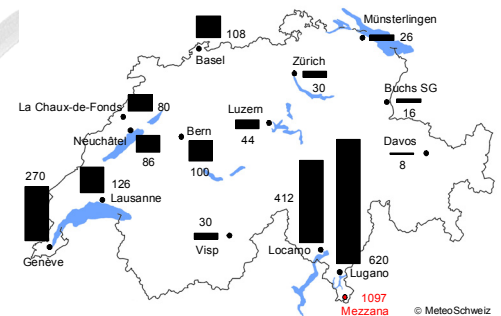 Münsterlingen
26
108
Basel
Zürich
30
Buchs SG
16
La Chaux-de-Fonds
80
Luzern
44
Neuchâtel
86
Bern
100
Davos
8
270
126
Lausanne
412
30
Visp
Locarno
620
Lugano
Genève
1097
Mezzana
© MeteoSchweiz